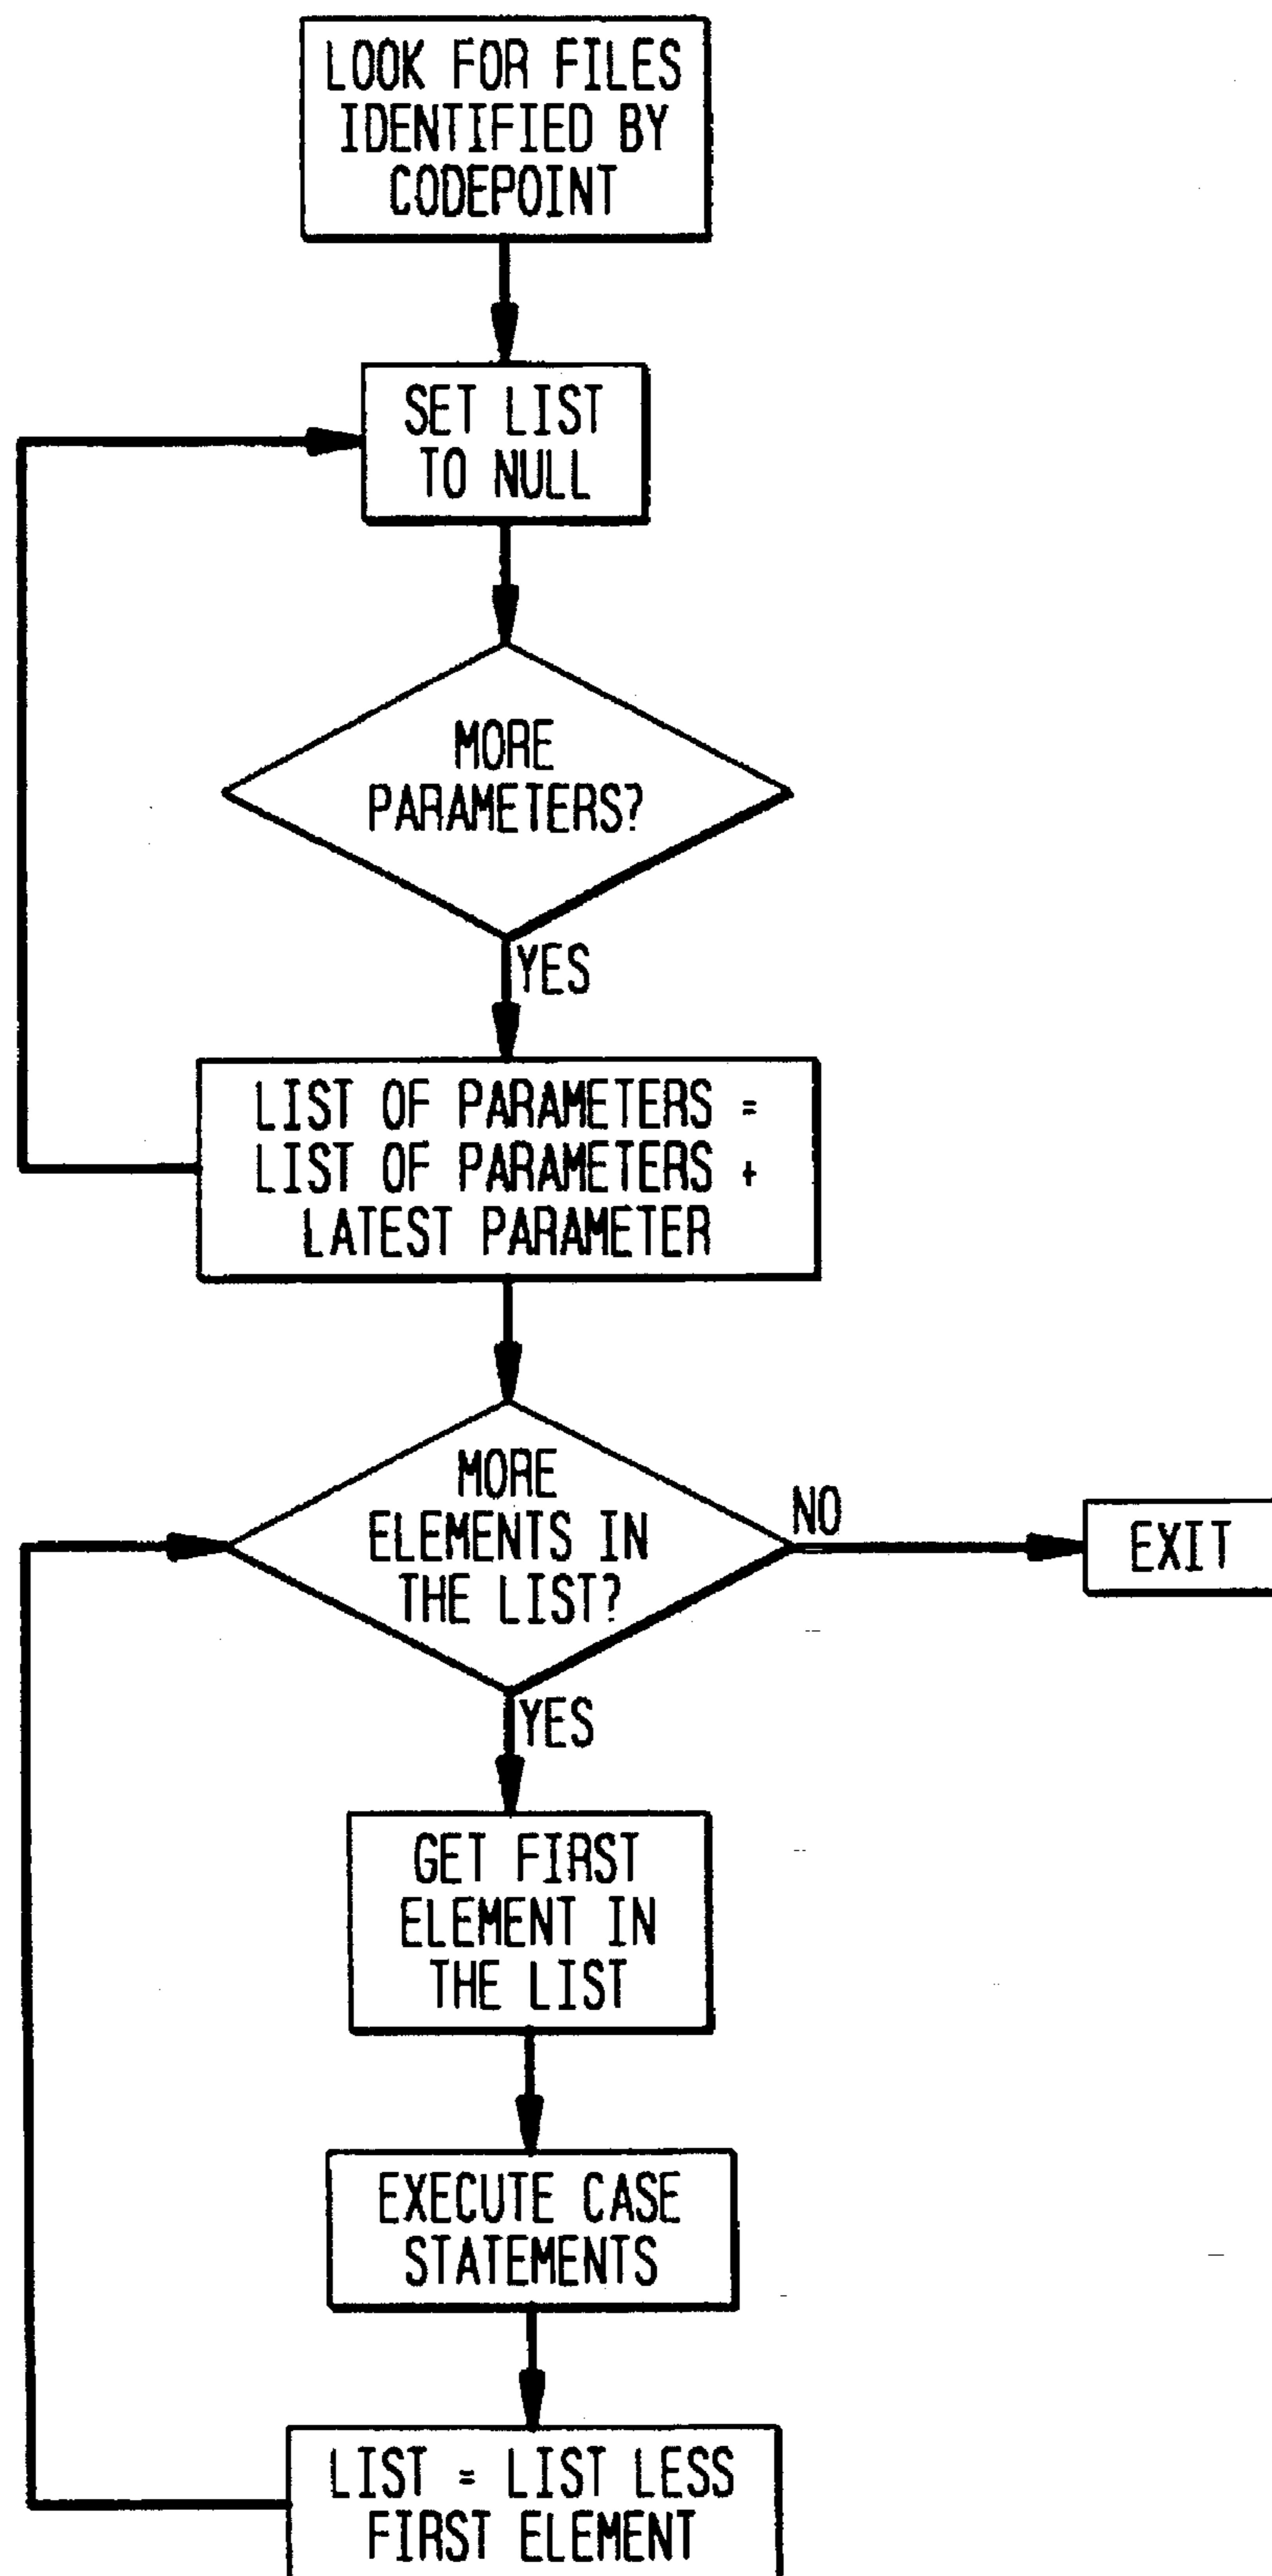 LOOK FOR FILES
IDENTIFIED BY
CODEPOINT
SET LIST
TO NULL
MORE
PARAMETERS?
YES
LIST OF PARAMETERS =
LIST OF PARAMETERS +
LATEST PARAMETER
MORE
ELEMENTS IN
THE LIST?
NO
EXIT
YES
GET FIRST
ELEMENT IN
THE LIST
EXECUTE CASE
STATEMENTS
LIST = LIST LESS
FIRST ELEMENT